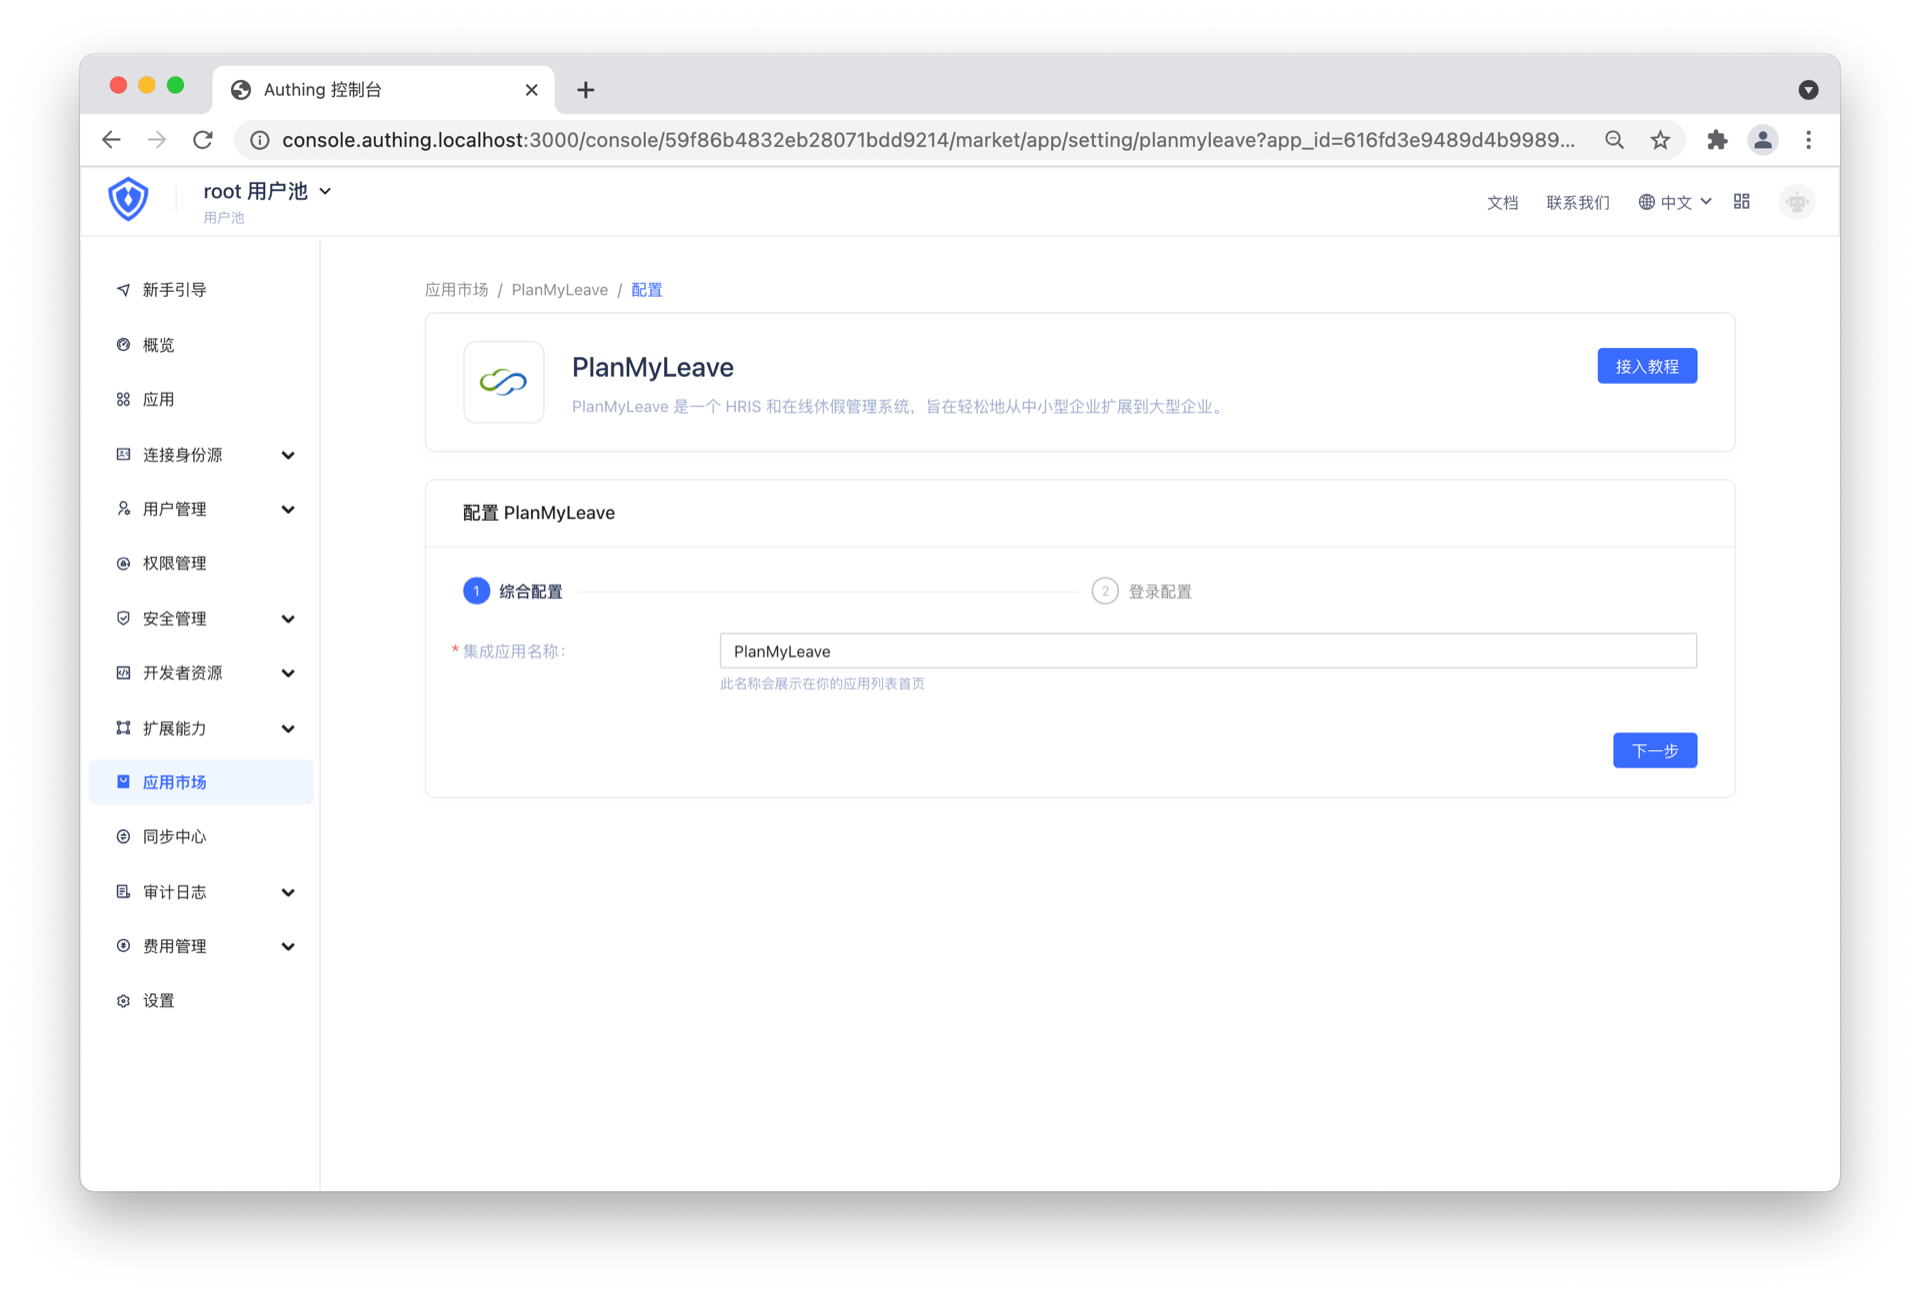 Authing 控制台
console.authing.localhost:3000/console/59f86b4832eb28071bdd9214/market/app/setting/planmyleave?app_id=616fd3e9489d4b9989...
root 用户池
用户池
文档
联系我们
中文
新手引导
概览
应用
连接身份源
用户管理
权限管理
安全管理
开发者资源
扩展能力
应用市场
同步中心
审计日志
费用管理
设置
应用市场 / PlanMyLeave / 配置
PlanMyLeave
PlanMyLeave 是一个 HRIS 和在线休假管理系统，旨在轻松地从中小型企业扩展到大型企业。
接入教程
配置 PlanMyLeave
1 综合配置
2 登录配置
* 集成应用名称：
PlanMyLeave
此名称会展示在你的应用列表首页
下一步